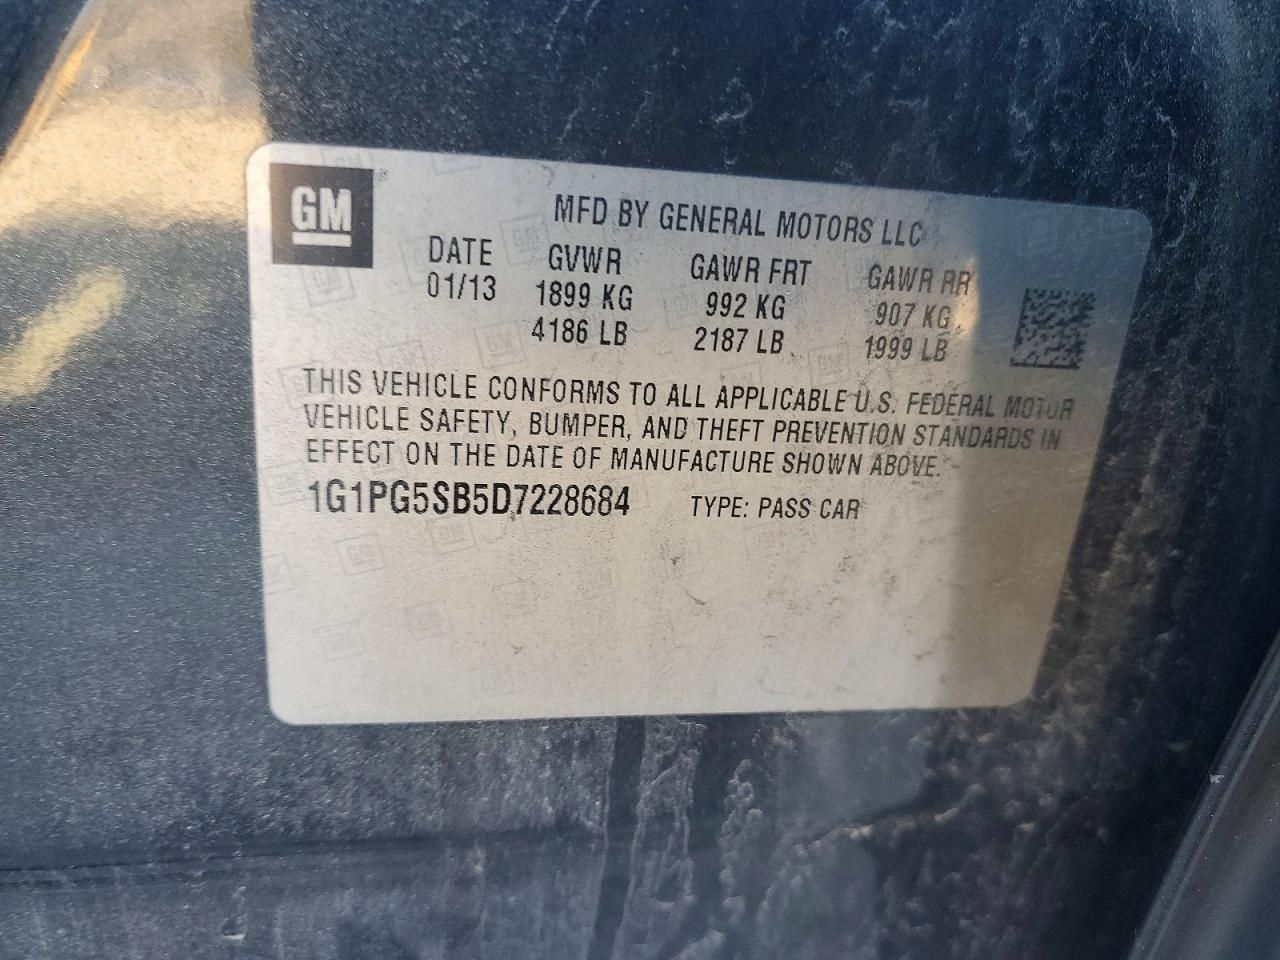 GM
MFD BY GENERAL MOTORS LLC
DATE GVWR GAWR FRT GAWR RR
01/13 1899 KG 992 KG 907 KG
4186 LB 2187 LB 1999 LB
THIS VEHICLE CONFORMS TO ALL APPLICABLE U.S. FEDERAL MOTOR
VEHICLE SAFETY, BUMPER, AND THEFT PREVENTION STANDARDS IN
EFFECT ON THE DATE OF MANUFACTURE SHOWN ABOVE.
1G1PG5SB5D7228684 TYPE: PASS CAR